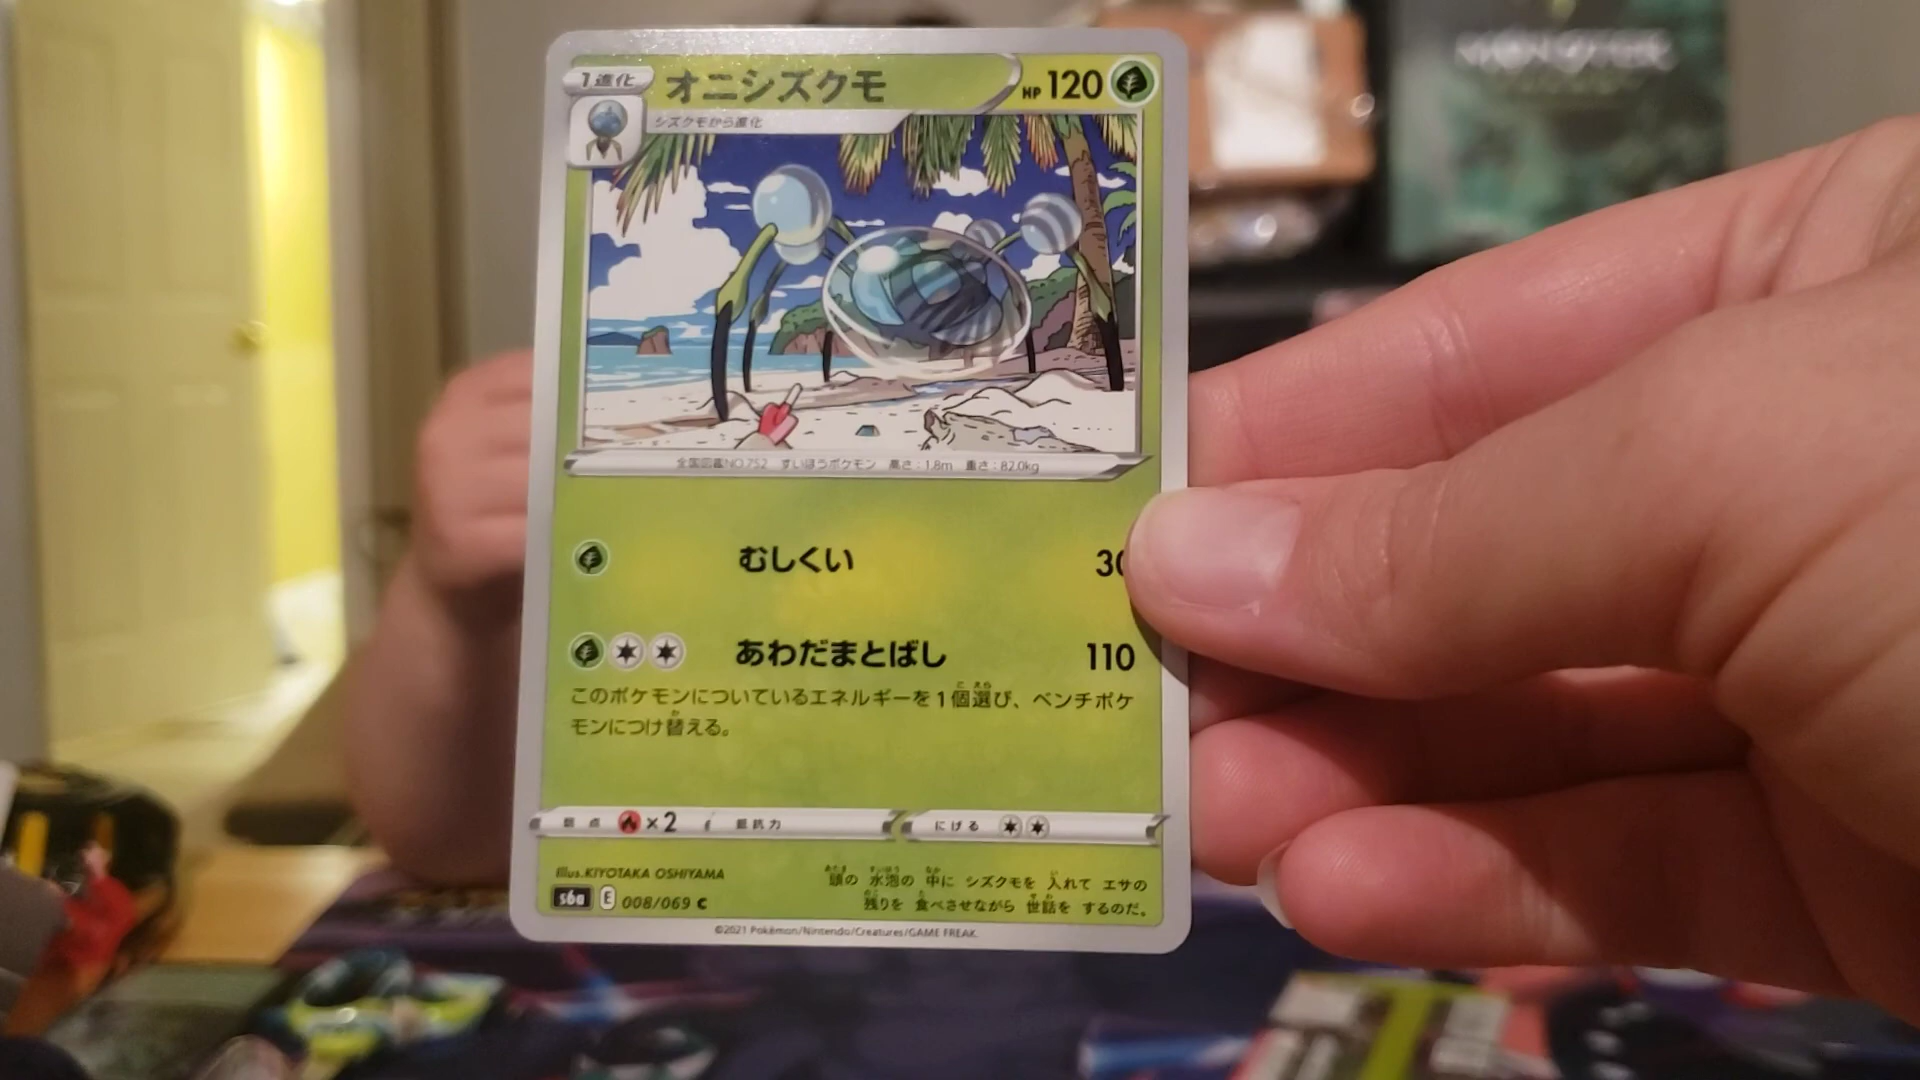 1進化
オニシズクモ
HP 120
シズクモから進化
全国図鑑NO.752 すいほうポケモン 高さ：1.8m 重さ：82.0kg
むしくい 30
あわだまとばし 110
このポケモンについているエネルギーを1個選び、ベンチポケ
モンにつけ替える。
弱点 ×2 抵抗力 にげる
Illus.KIYOTAKA OSHIYAMA
s6a E 008/069 C
頭の 水泡の 中に シズクモを 入れて エサの
残りを 食べさせながら 世話を するのだ。
©2021 Pokémon/Nintendo/Creatures/GAME FREAK.
MONSTER